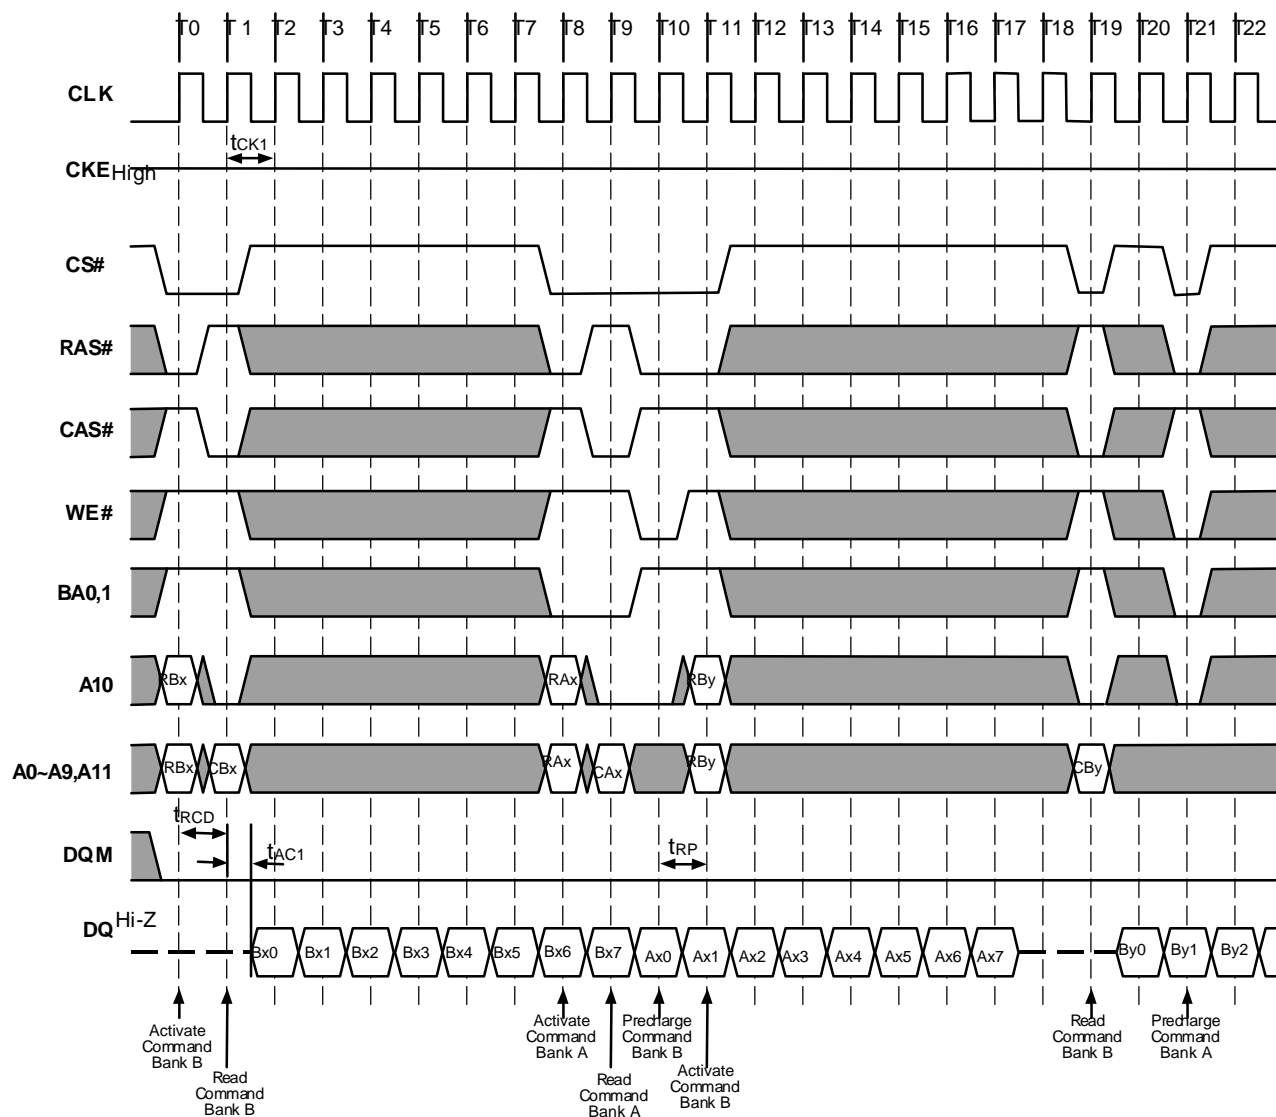 T0 T 1 T2 T3 T4 T5 T6 T7 T8 T9 T10 T 11 T12 T13 T14 T15 T16 T17 T18 T19 T20 T21 T22
CLK
tCK1
CKE High
CS#
RAS#
CAS#
WE#
BA0,1
A10 RBx RAx RBy
A0~A9,A11 RBx CBx RAx CAx RBy CBy
tRCD
DQM tAC1 tRP
DQ Hi-Z
Bx0 Bx1 Bx2 Bx3 Bx4 Bx5 Bx6 Bx7 Ax0 Ax1 Ax2 Ax3 Ax4 Ax5 Ax6 Ax7 By0 By1 By2
Activate
Command
Bank B
Read
Command
Bank B
Activate
Command
Bank A
Read
Command
Bank A
Precharge
Command
Bank B
Activate
Command
Bank B
Read
Command
Bank B
Precharge
Command
Bank A